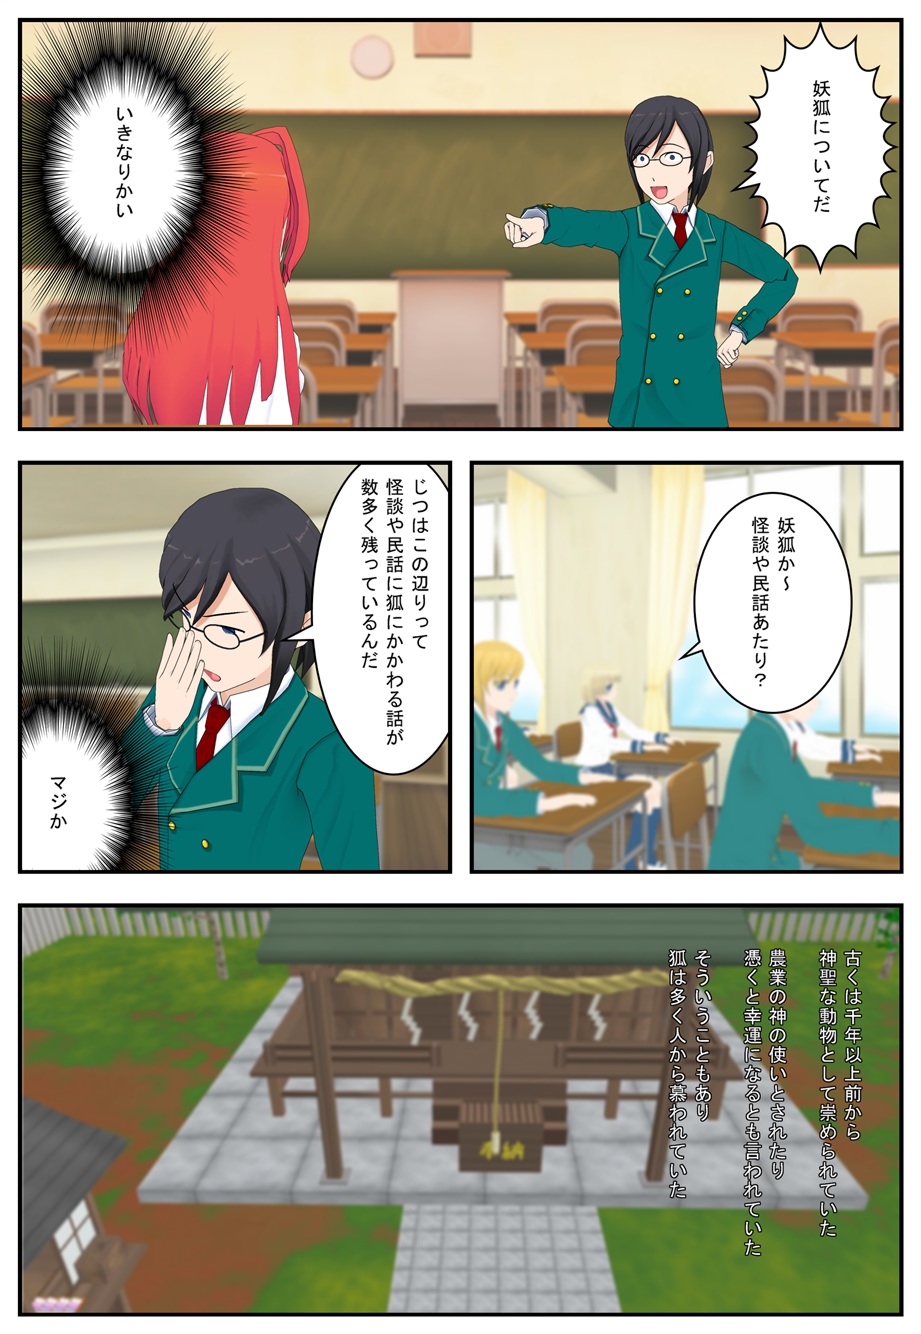 妖狐についてだ
いきなりかい
妖狐か～
怪談や民話あたり？
じつはこの辺りって
怪談や民話に狐にかかわる話が
数多く残っているんだ
マジか
古くは千年以上前から
神聖な動物として崇められていた
農業の神の使いとされたり
憑くと幸運になるとも言われていた
そういうこともあり
狐は多く人から慕われていた
奉納